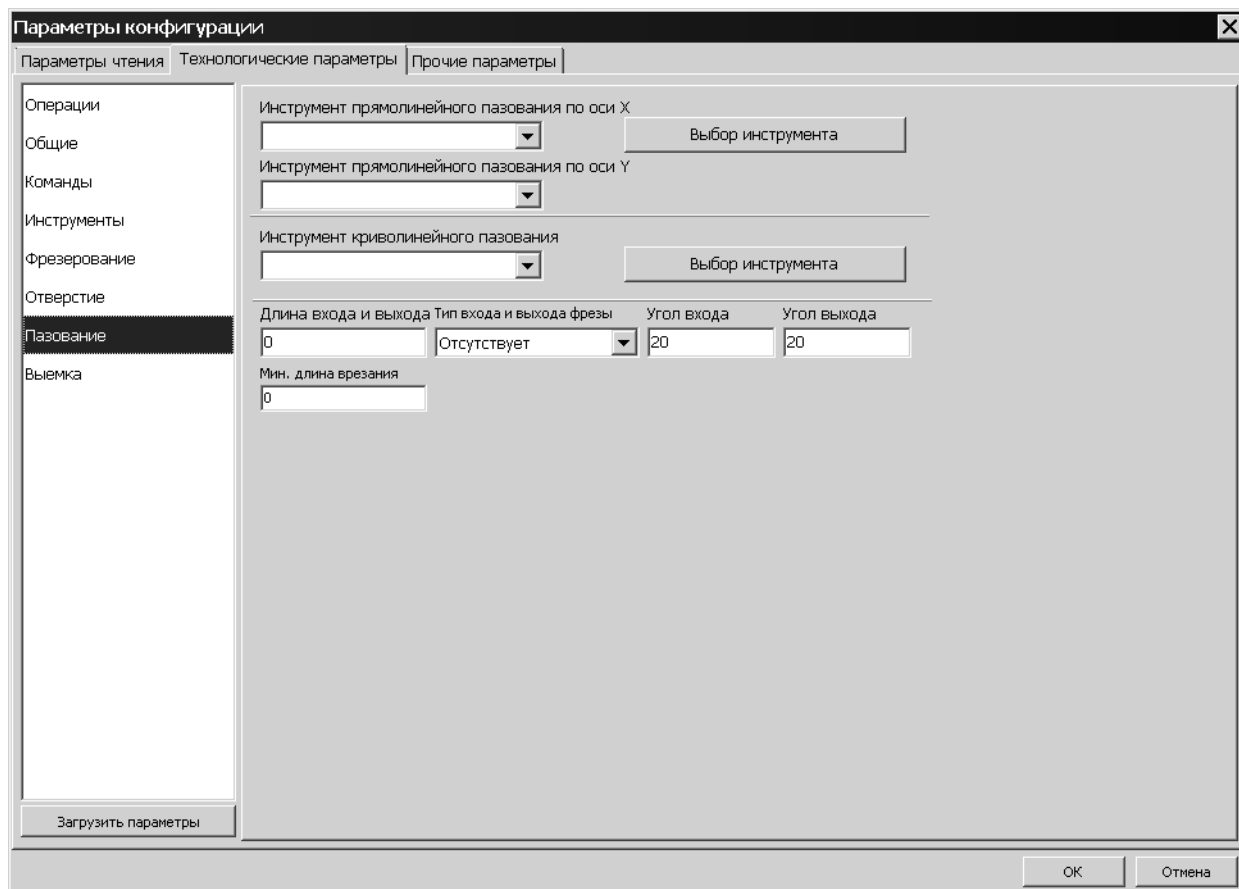 Параметры конфигурации
Параметры чтения
Технологические параметры
Прочие параметры
Операции
Общие
Команды
Инструменты
Фрезерование
Отверстие
Пазование
Выемка
Загрузить параметры
Инструмент прямолинейного пазования по оси X
Выбор инструмента
Инструмент прямолинейного пазования по оси Y
Инструмент криволинейного пазования
Выбор инструмента
Длина входа и выхода Тип входа и выхода фрезы Угол входа Угол выхода
0 Отсутствует 20 20
Мин. длина врезания
0
ОК Отмена